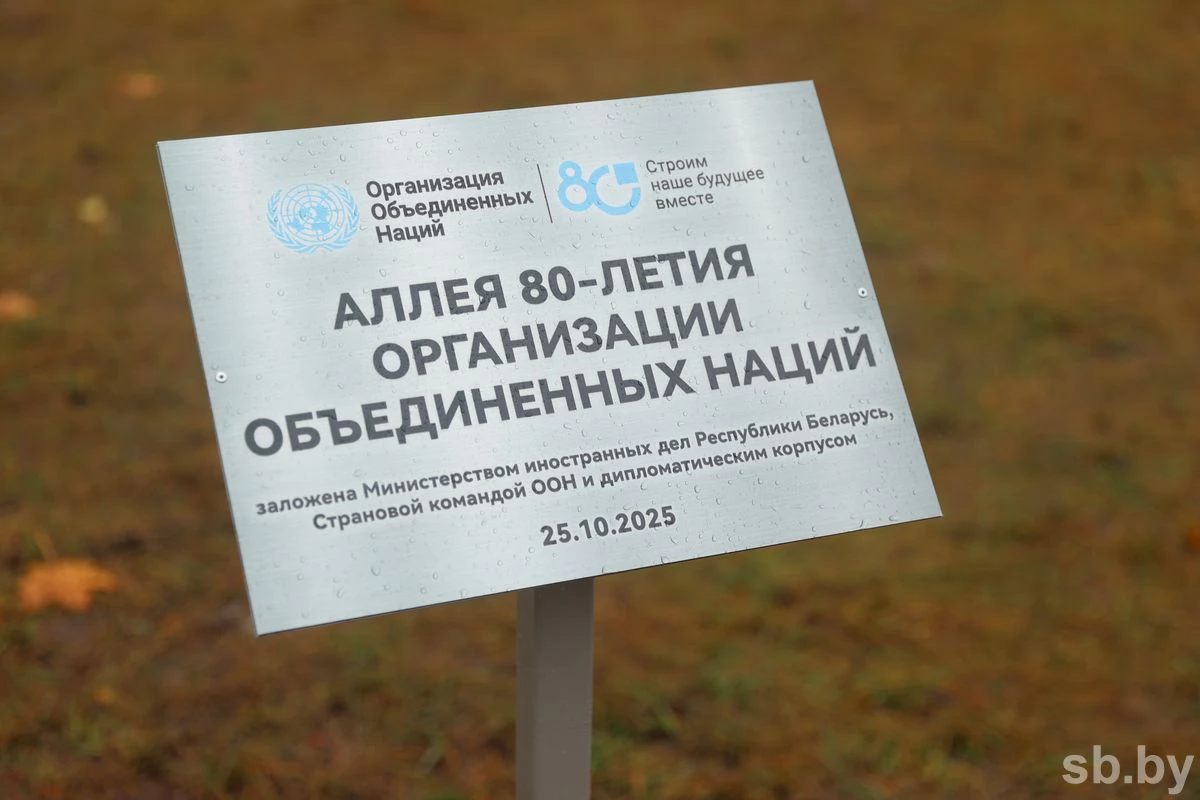 Организация
Объединенных
Наций
80
Строим
наше будущее
вместе
АЛЛЕЯ 80-ЛЕТИЯ
ОРГАНИЗАЦИИ
ОБЪЕДИНЕННЫХ НАЦИЙ
заложена Министерством иностранных дел Республики Беларусь,
Страновой командой ООН и дипломатическим корпусом
25.10.2025
sb.by